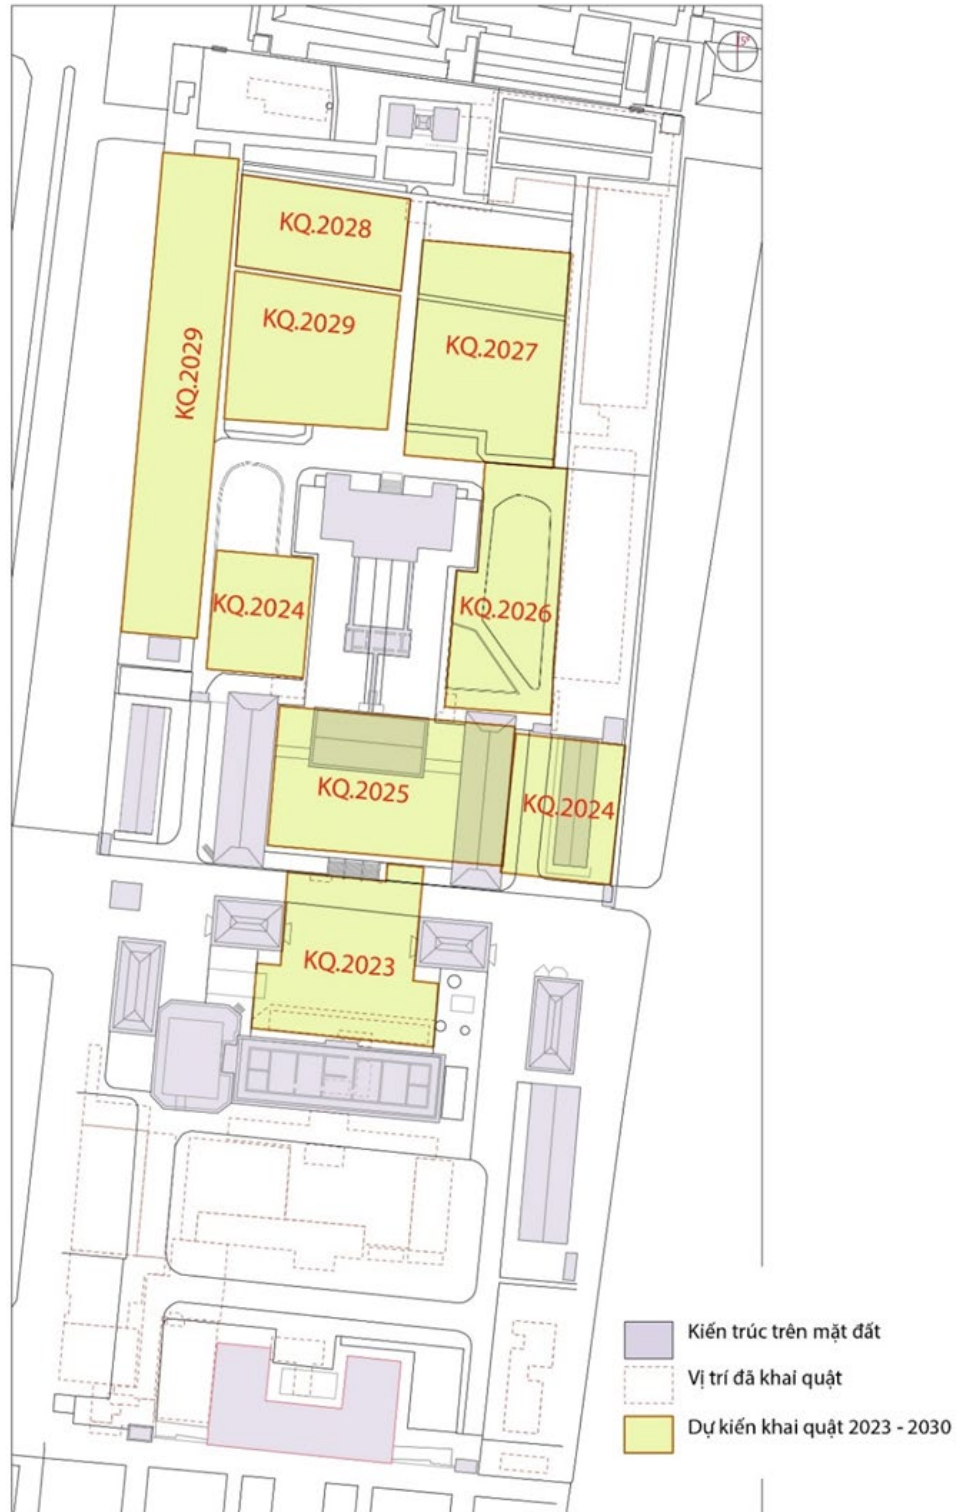 5°
KQ.2028
KQ.2029
KQ.2029
KQ.2027
KQ.2024
KQ.2026
KQ.2025
KQ.2024
KQ.2023
Kiến trúc trên mặt đất
Vị trí đã khai quật
Dự kiến khai quật 2023 - 2030